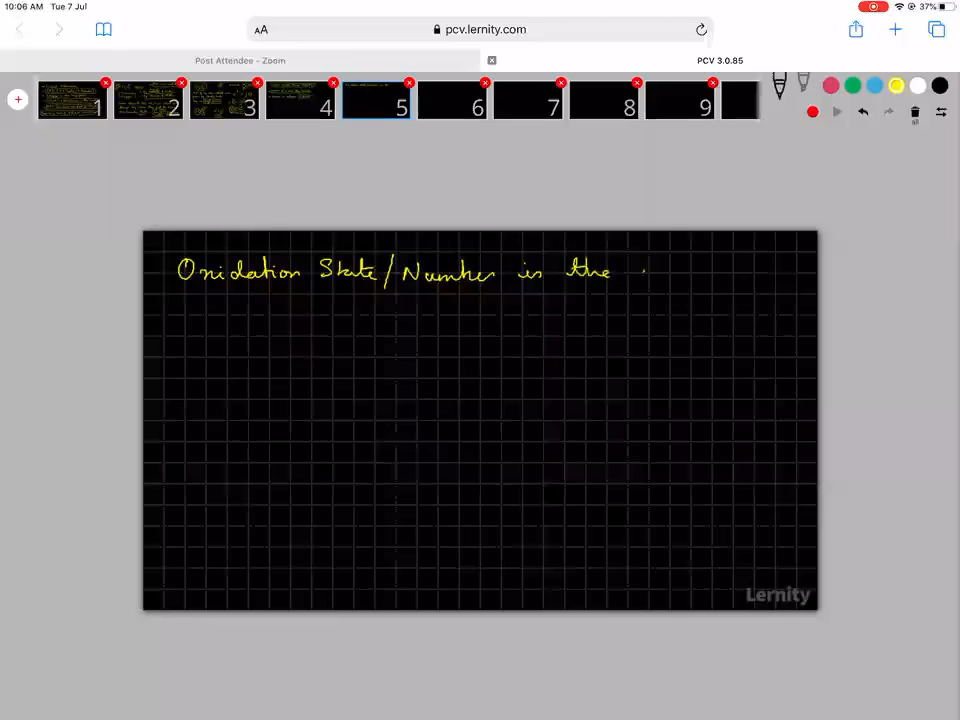 10:06 AM Tue 7 Jul
37%
AA
pcv.lernity.com
Post Attendee - Zoom
PCV 3.0.85
1 2 3 4 5 6 7 8 9
all
Oxidation State/Number is the
Lernity